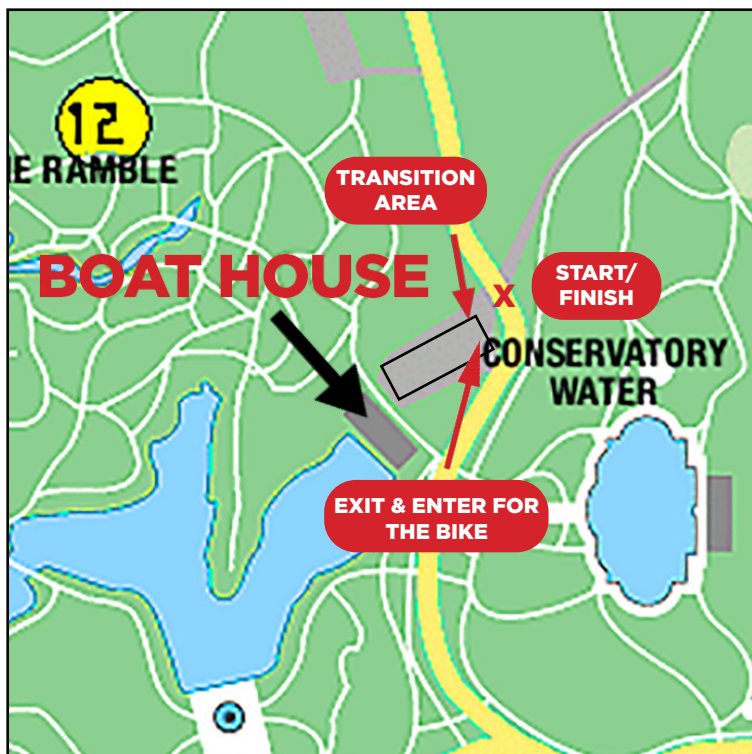 12
E RAMBLE
TRANSITION
AREA
BOAT HOUSE
X
START/
FINISH
CONSERVATORY
WATER
EXIT & ENTER FOR
THE BIKE